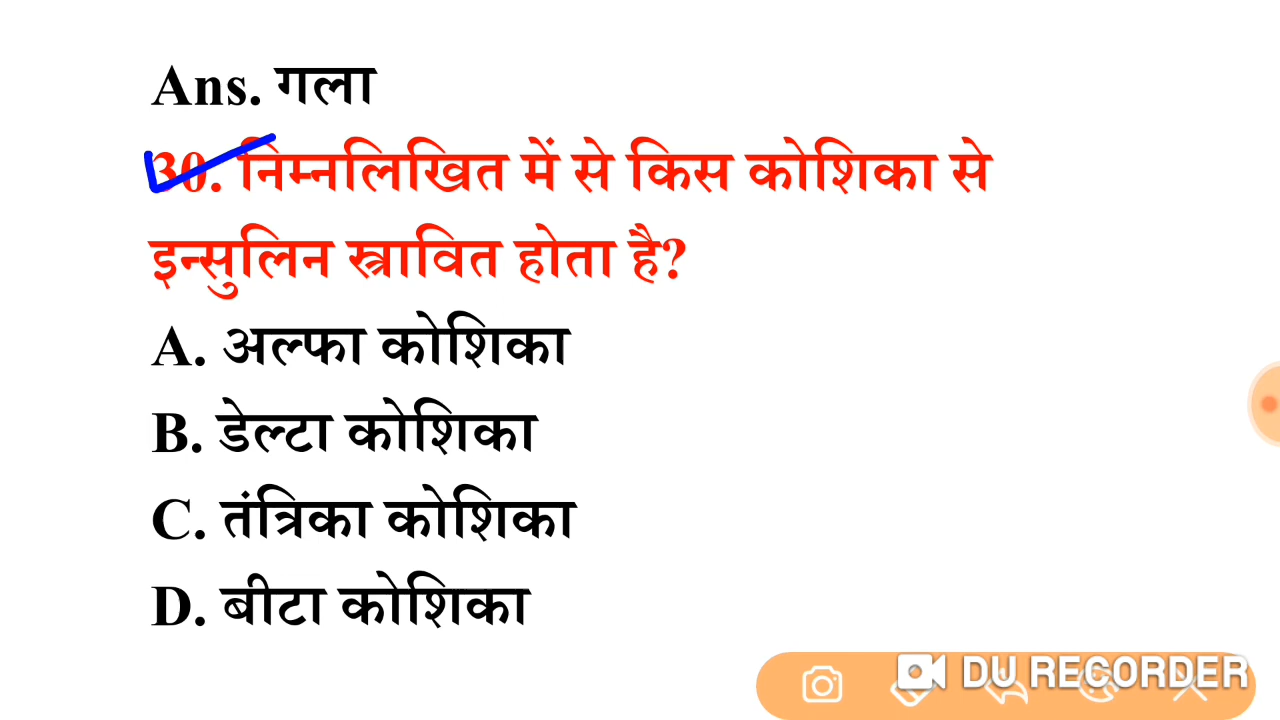 Ans. गला
30. निम्नलिखित में से किस कोशिका से
इन्सुलिन स्त्रावित होता है?
A. अल्फा कोशिका
B. डेल्टा कोशिका
C. तंत्रिका कोशिका
D. बीटा कोशिका
DU RECORDER